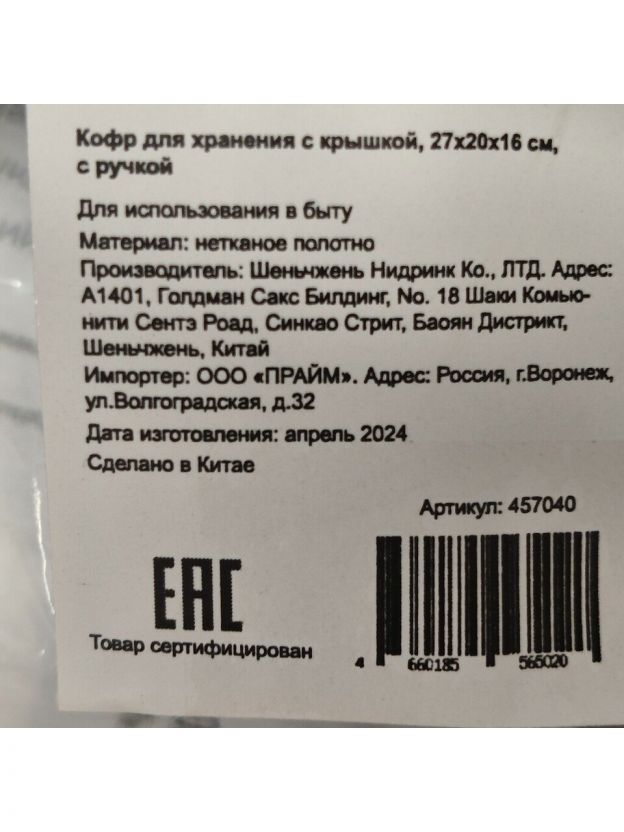 Кофр для хранения с крышкой, 27х20х16 см,
с ручкой
Для использования в быту
Материал: нетканое полотно
Производитель: Шеньчжень Нидринк Ко., ЛТД. Адрес:
А1401, Голдман Сакс Билдинг, No. 18 Шаки Комью-
нити Сентэ Роад, Синкао Стрит, Баоян Дистрикт,
Шеньчжень, Китай
Импортер: ООО «ПРАЙМ». Адрес: Россия, г.Воронеж,
ул.Волгоградская, д.32
Дата изготовления: апрель 2024
Сделано в Китае
Артикул: 457040
ЕАС
Товар сертифицирован
4 660185 565020